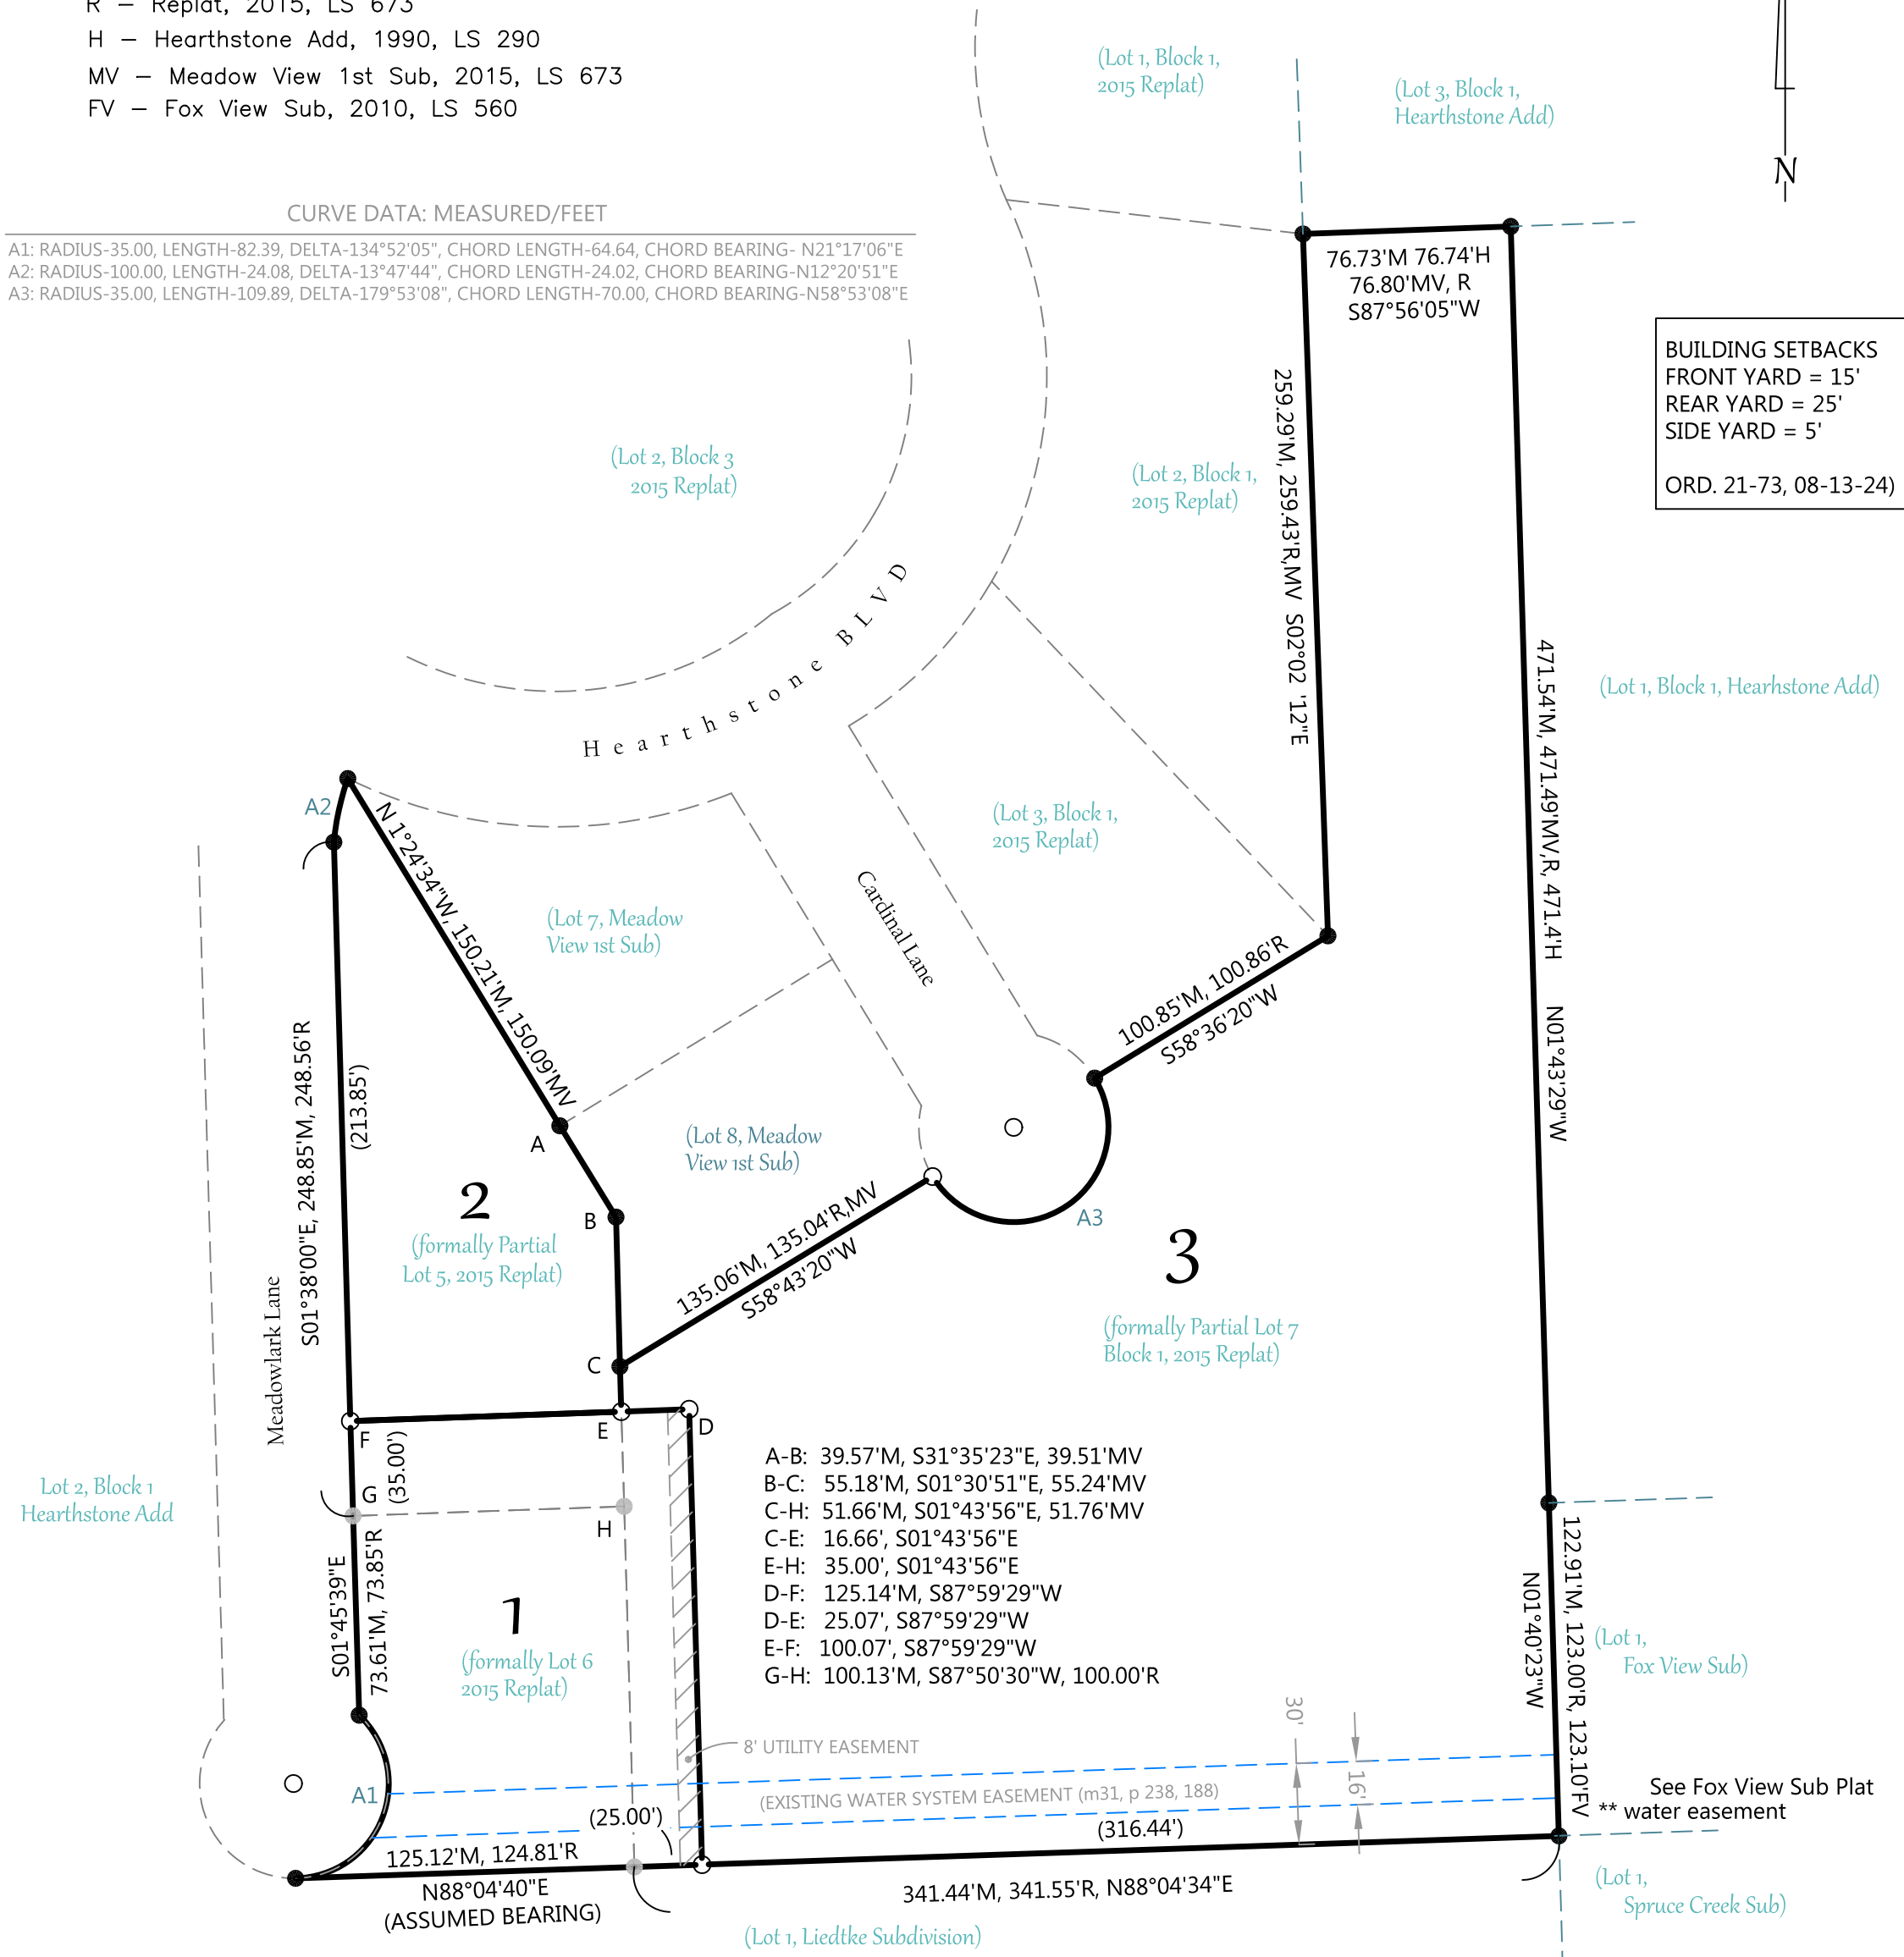 R – Replat, 2015, LS 673
H – Hearthstone Add, 1990, LS 290
MV – Meadow View 1st Sub, 2015, LS 673
FV – Fox View Sub, 2010, LS 560
CURVE DATA: MEASURED/FEET
A1: RADIUS-35.00, LENGTH-82.39, DELTA-134°52'05", CHORD LENGTH-64.64, CHORD BEARING- N21°17'06"E
A2: RADIUS-100.00, LENGTH-24.08, DELTA-13°47'44", CHORD LENGTH-24.02, CHORD BEARING-N12°20'51"E
A3: RADIUS-35.00, LENGTH-109.89, DELTA-179°53'08", CHORD LENGTH-70.00, CHORD BEARING-N58°53'08"E
(Lot 1, Block 1,
2015 Replat)
(Lot 3, Block 1,
Hearthstone Add)
N
76.73'M 76.74'H
76.80'MV, R
S87°56'05"W
BUILDING SETBACKS
FRONT YARD = 15'
REAR YARD = 25'
SIDE YARD = 5'
ORD. 21-73, 08-13-24)
(Lot 2, Block 3
2015 Replat)
(Lot 2, Block 1,
2015 Replat)
259.29'M, 259.43'R,MV S02°02 '12"E
Hearthstone BLVD
471.54'M, 471.49'MV,R, 471.4'H N01°43'29"W
(Lot 1, Block 1, Hearhstone Add)
A2
N 1°24'34"W, 150.21'M, 150.09'MV
(Lot 3, Block 1,
2015 Replat)
(Lot 7, Meadow
View 1st Sub)
Cardinal Lane
100.85'M, 100.86'R
S58°36'20"W
S01°38'00"E, 248.85'M, 248.56'R
(213.85')
A
(Lot 8, Meadow
View 1st Sub)
2
(formally Partial
Lot 5, 2015 Replat)
B
A3
135.06'M, 135.04'R,MV
S58°43'20"W
3
(formally Partial Lot 7
Block 1, 2015 Replat)
Meadowlark Lane
C
E
D
F
(35.00')
G
H
Lot 2, Block 1
Hearthstone Add
A-B: 39.57'M, S31°35'23"E, 39.51'MV
B-C: 55.18'M, S01°30'51"E, 55.24'MV
C-H: 51.66'M, S01°43'56"E, 51.76'MV
C-E: 16.66', S01°43'56"E
E-H: 35.00', S01°43'56"E
D-F: 125.14'M, S87°59'29"W
D-E: 25.07', S87°59'29"W
E-F: 100.07', S87°59'29"W
G-H: 100.13'M, S87°50'30"W, 100.00'R
S01°45'39"E
73.61'M, 73.85'R
1
(formally Lot 6
2015 Replat)
N01°40'23"W
122.91'M, 123.00'R, 123.10'FV
(Lot 1,
Fox View Sub)
30'
16'
8' UTILITY EASEMENT
A1
(EXISTING WATER SYSTEM EASEMENT (m31, p 238, 188)
See Fox View Sub Plat
** water easement
(25.00')
(316.44')
125.12'M, 124.81'R
N88°04'40"E
(ASSUMED BEARING)
341.44'M, 341.55'R, N88°04'34"E
(Lot 1,
Spruce Creek Sub)
(Lot 1, Liedtke Subdivision)